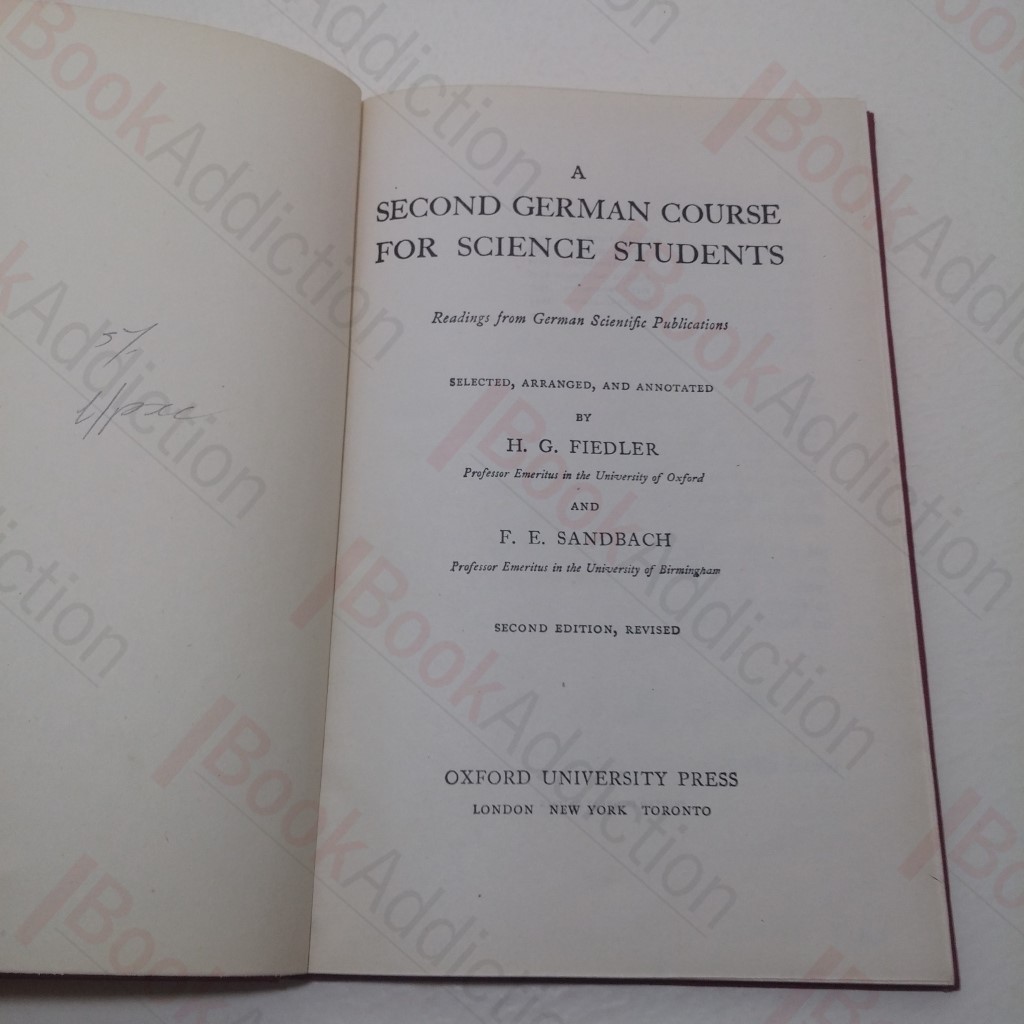 5/-
A
SECOND GERMAN COURSE
FOR SCIENCE STUDENTS
Readings from German Scientific Publications
SELECTED, ARRANGED, AND ANNOTATED
BY
H. G. FIEDLER
Professor Emeritus in the University of Oxford
AND
F. E. SANDBACH
Professor Emeritus in the University of Birmingham
SECOND EDITION, REVISED
OXFORD UNIVERSITY PRESS
LONDON NEW YORK TORONTO
BookAddiction